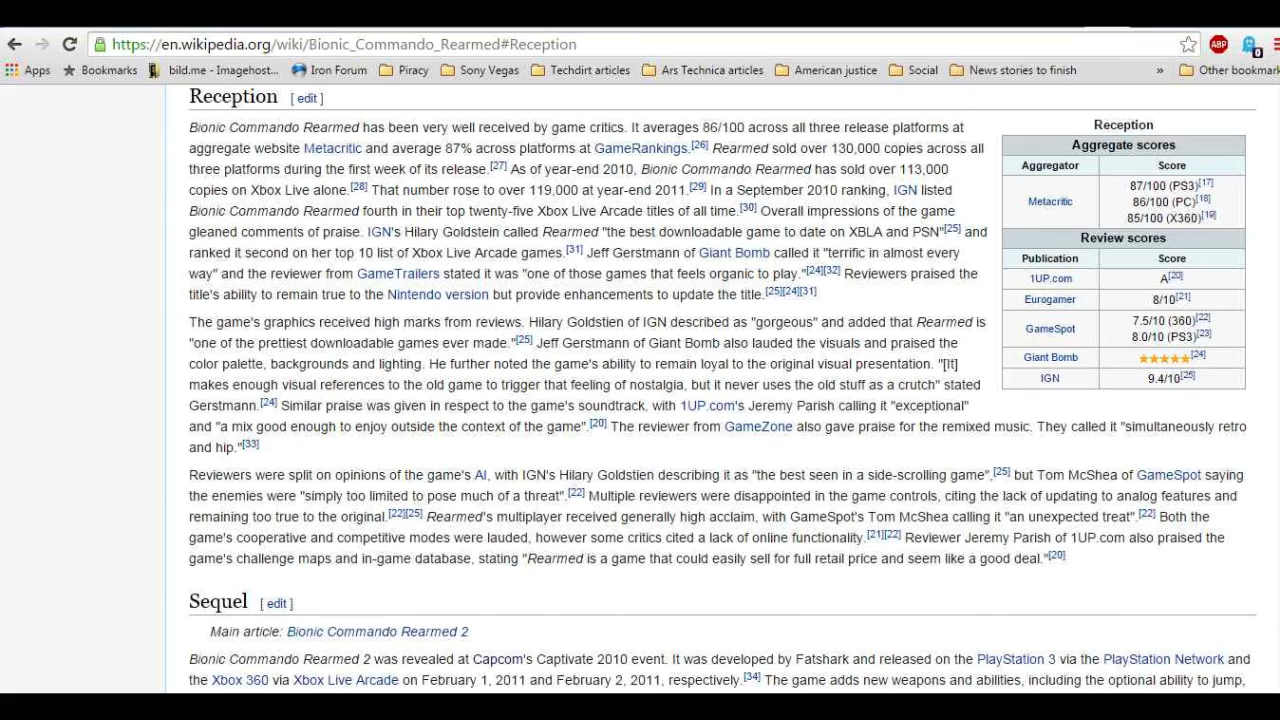 https://en.wikipedia.org/wiki/Bionic_Commando_Rearmed#Reception
ABP
0
Apps
Bookmarks
bild.me - Imagehost...
Iron Forum
Piracy
Sony Vegas
Techdirt articles
Ars Technica articles
American justice
Social
News stories to finish
»
Other bookmark
Reception [ edit ]
Bionic Commando Rearmed has been very well received by game critics. It averages 86/100 across all three release platforms at
aggregate website Metacritic and average 87% across platforms at GameRankings.[26] Rearmed sold over 130,000 copies across all
three platforms during the first week of its release.[27] As of year-end 2010, Bionic Commando Rearmed has sold over 113,000
copies on Xbox Live alone.[28] That number rose to over 119,000 at year-end 2011.[29] In a September 2010 ranking, IGN listed
Bionic Commando Rearmed fourth in their top twenty-five Xbox Live Arcade titles of all time.[30] Overall impressions of the game
gleaned comments of praise. IGN's Hilary Goldstein called Rearmed "the best downloadable game to date on XBLA and PSN"[25] and
ranked it second on her top 10 list of Xbox Live Arcade games.[31] Jeff Gerstmann of Giant Bomb called it "terrific in almost every
way" and the reviewer from GameTrailers stated it was "one of those games that feels organic to play."[24][32] Reviewers praised the
title's ability to remain true to the Nintendo version but provide enhancements to update the title.[25][24][31]
The game's graphics received high marks from reviews. Hilary Goldstien of IGN described as "gorgeous" and added that Rearmed is
"one of the prettiest downloadable games ever made."[25] Jeff Gerstmann of Giant Bomb also lauded the visuals and praised the
color palette, backgrounds and lighting. He further noted the game's ability to remain loyal to the original visual presentation. "[It]
makes enough visual references to the old game to trigger that feeling of nostalgia, but it never uses the old stuff as a crutch" stated
Gerstmann.[24] Similar praise was given in respect to the game's soundtrack, with 1UP.com's Jeremy Parish calling it "exceptional"
and "a mix good enough to enjoy outside the context of the game".[20] The reviewer from GameZone also gave praise for the remixed music. They called it "simultaneously retro
and hip."[33]
Reviewers were split on opinions of the game's AI, with IGN's Hilary Goldstien describing it as "the best seen in a side-scrolling game",[25] but Tom McShea of GameSpot saying
the enemies were "simply too limited to pose much of a threat".[22] Multiple reviewers were disappointed in the game controls, citing the lack of updating to analog features and
remaining too true to the original.[22][25] Rearmed's multiplayer received generally high acclaim, with GameSpot's Tom McShea calling it "an unexpected treat".[22] Both the
game's cooperative and competitive modes were lauded, however some critics cited a lack of online functionality.[21][22] Reviewer Jeremy Parish of 1UP.com also praised the
game's challenge maps and in-game database, stating "Rearmed is a game that could easily sell for full retail price and seem like a good deal."[20]
Reception
Aggregate scores
Aggregator Score
Metacritic 87/100 (PS3)[17]
86/100 (PC)[18]
85/100 (X360)[19]
Review scores
Publication Score
1UP.com A[20]
Eurogamer 8/10[21]
GameSpot 7.5/10 (360)[22]
8.0/10 (PS3)[23]
Giant Bomb ★★★★★[24]
IGN 9.4/10[25]
Sequel [ edit ]
Main article: Bionic Commando Rearmed 2
Bionic Commando Rearmed 2 was revealed at Capcom's Captivate 2010 event. It was developed by Fatshark and released on the PlayStation 3 via the PlayStation Network and
the Xbox 360 via Xbox Live Arcade on February 1, 2011 and February 2, 2011, respectively.[34] The game adds new weapons and abilities, including the optional ability to jump,